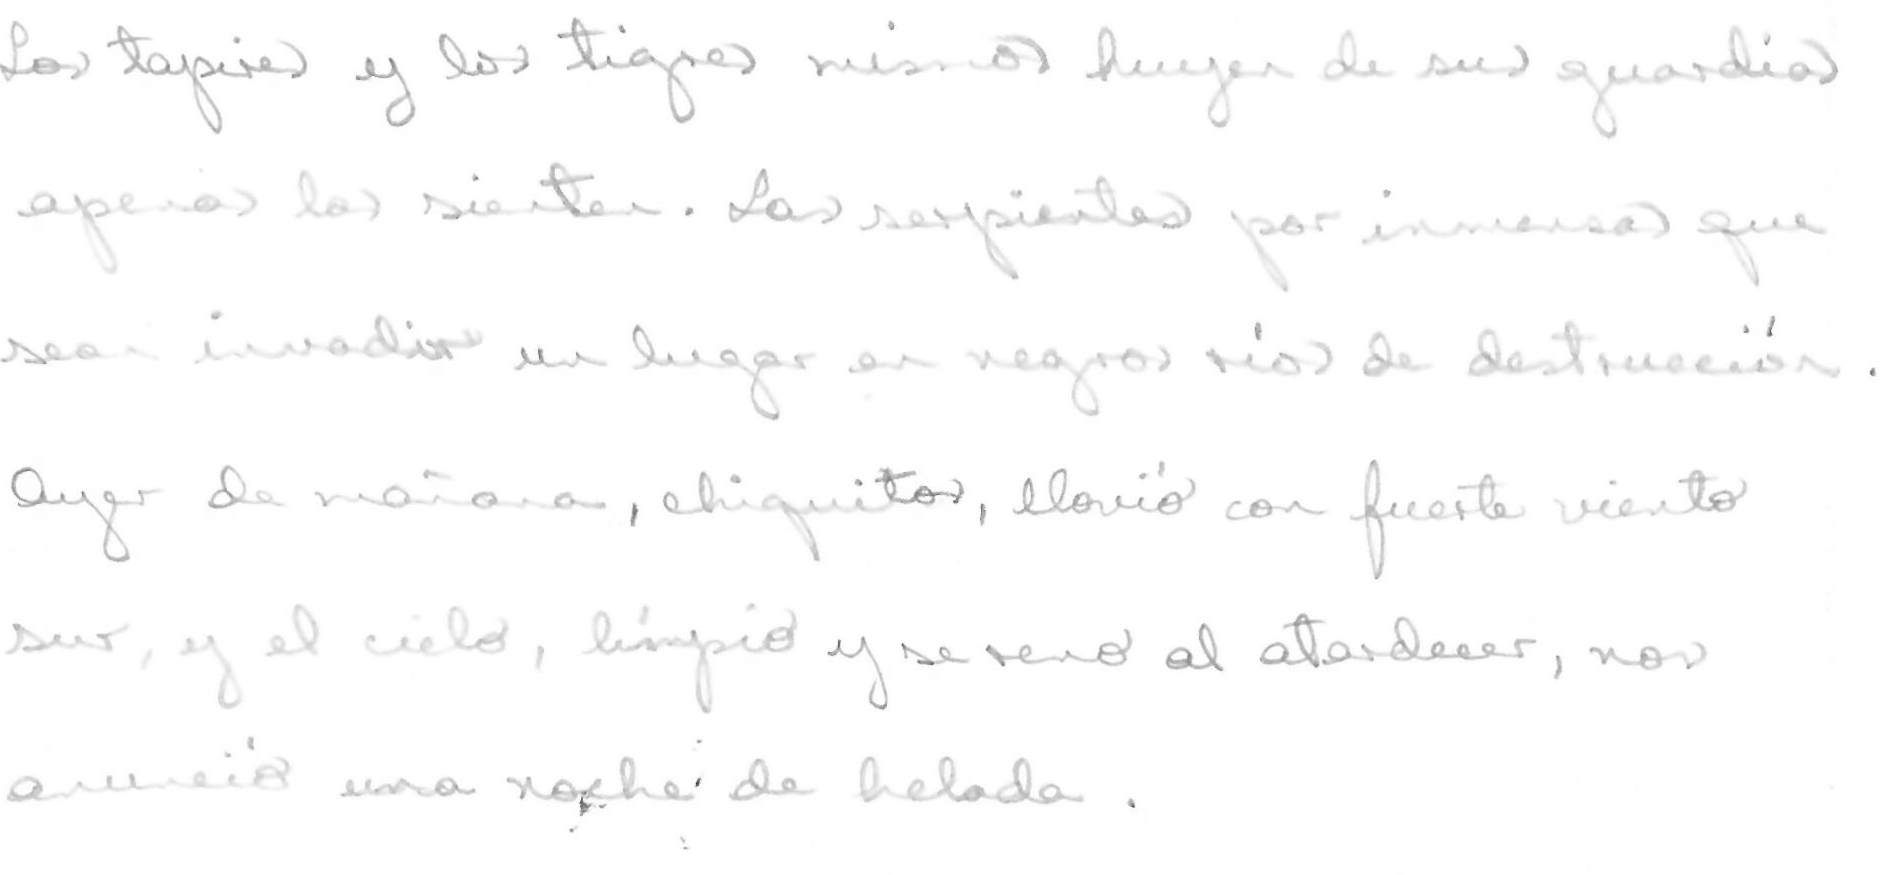 Los tapires y los tigres mismos huyen de sus guardias
apenas las sienten. Las serpientes por inmensas que
sean invadir un lugar en negros ríos de destrucción.
Ayer de mañana, chiquitos, llovió con fuerte viento
sur, y el cielo, límpio y sereno al atardecer, nos
anunció una noche de helada.